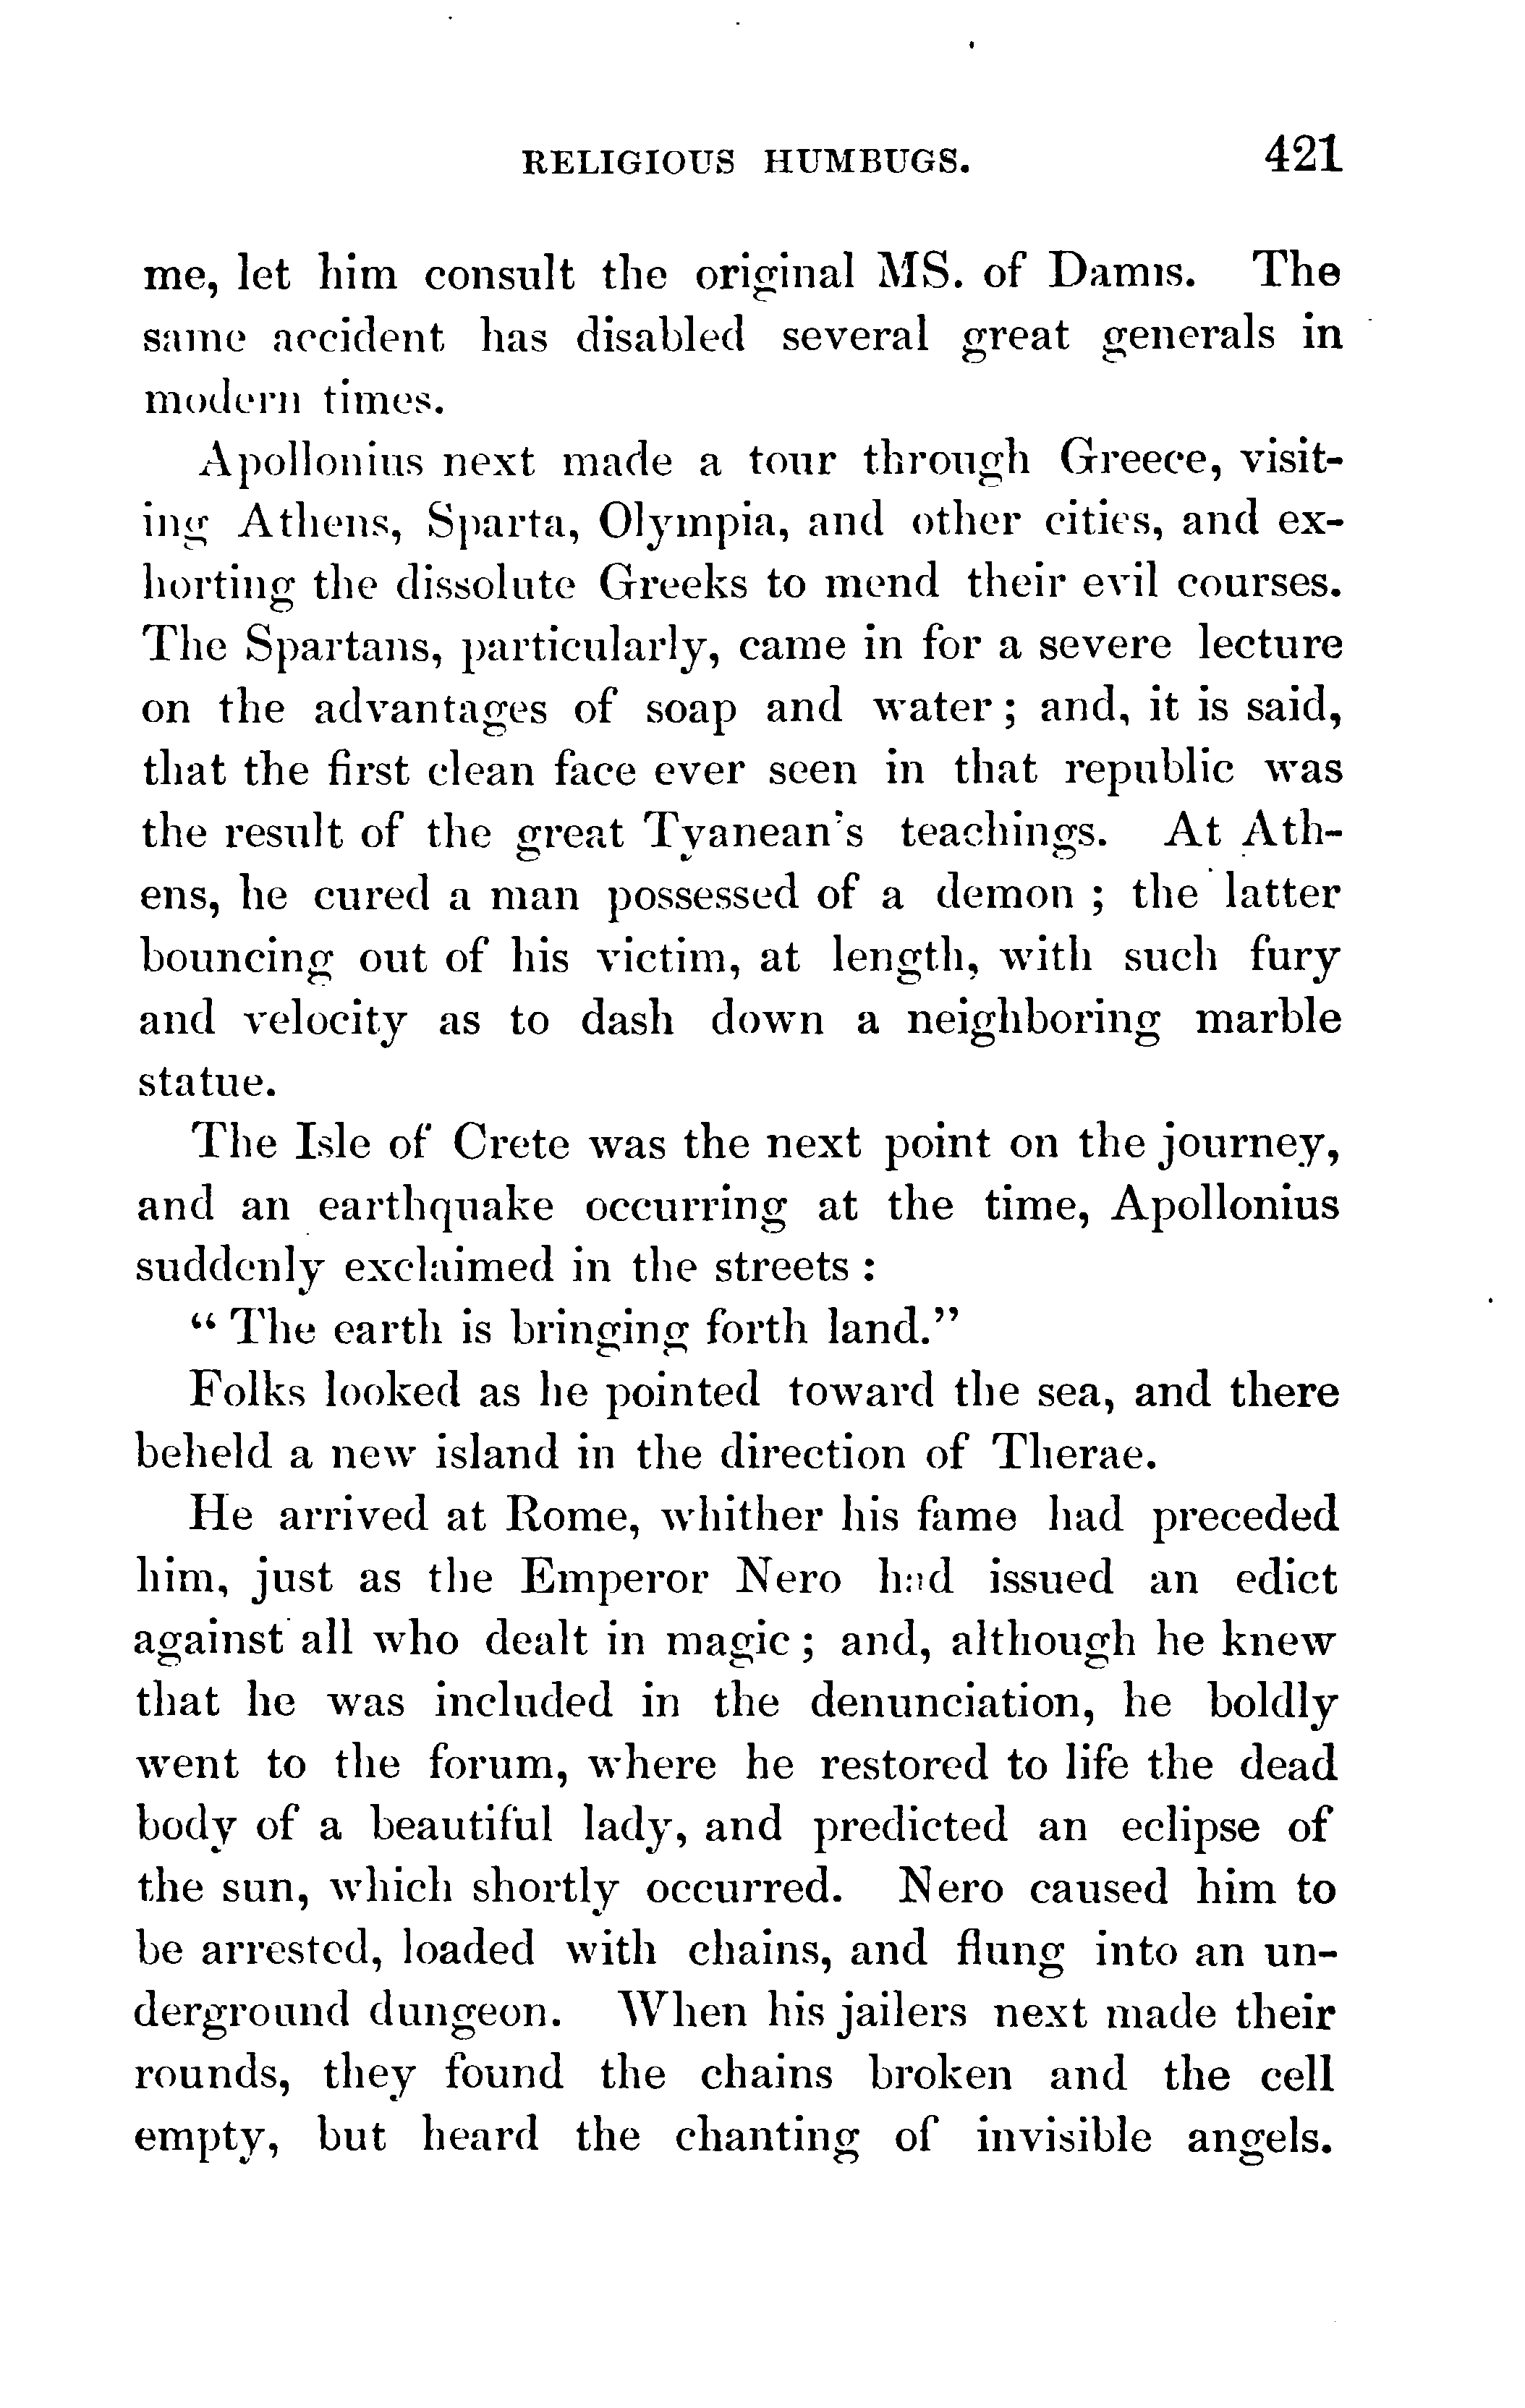 RELIGIOUS HUMBUGS. 421
me, let him consult the original MS. of Damis. The
same accident has disabled several great generals in
modern times.
Apollonius next made a tour through Greece, visit-
ing Athens, Sparta, Olympia, and other cities, and ex-
horting the dissolute Greeks to mend their evil courses.
The Spartans, particularly, came in for a severe lecture
on the advantages of soap and water; and, it is said,
that the first clean face ever seen in that republic was
the result of the great Tyanean's teachings. At Ath-
ens, he cured a man possessed of a demon ; the latter
bouncing out of his victim, at length, with such fury
and velocity as to dash down a neighboring marble
statue.
The Isle of Crete was the next point on the journey,
and an earthquake occurring at the time, Apollonius
suddenly exclaimed in the streets :
“ The earth is bringing forth land.”
Folks looked as he pointed toward the sea, and there
beheld a new island in the direction of Therae.
He arrived at Rome, whither his fame had preceded
him, just as the Emperor Nero had issued an edict
against all who dealt in magic ; and, although he knew
that he was included in the denunciation, he boldly
went to the forum, where he restored to life the dead
body of a beautiful lady, and predicted an eclipse of
the sun, which shortly occurred. Nero caused him to
be arrested, loaded with chains, and flung into an un-
derground dungeon. When his jailers next made their
rounds, they found the chains broken and the cell
empty, but heard the chanting of invisible angels.